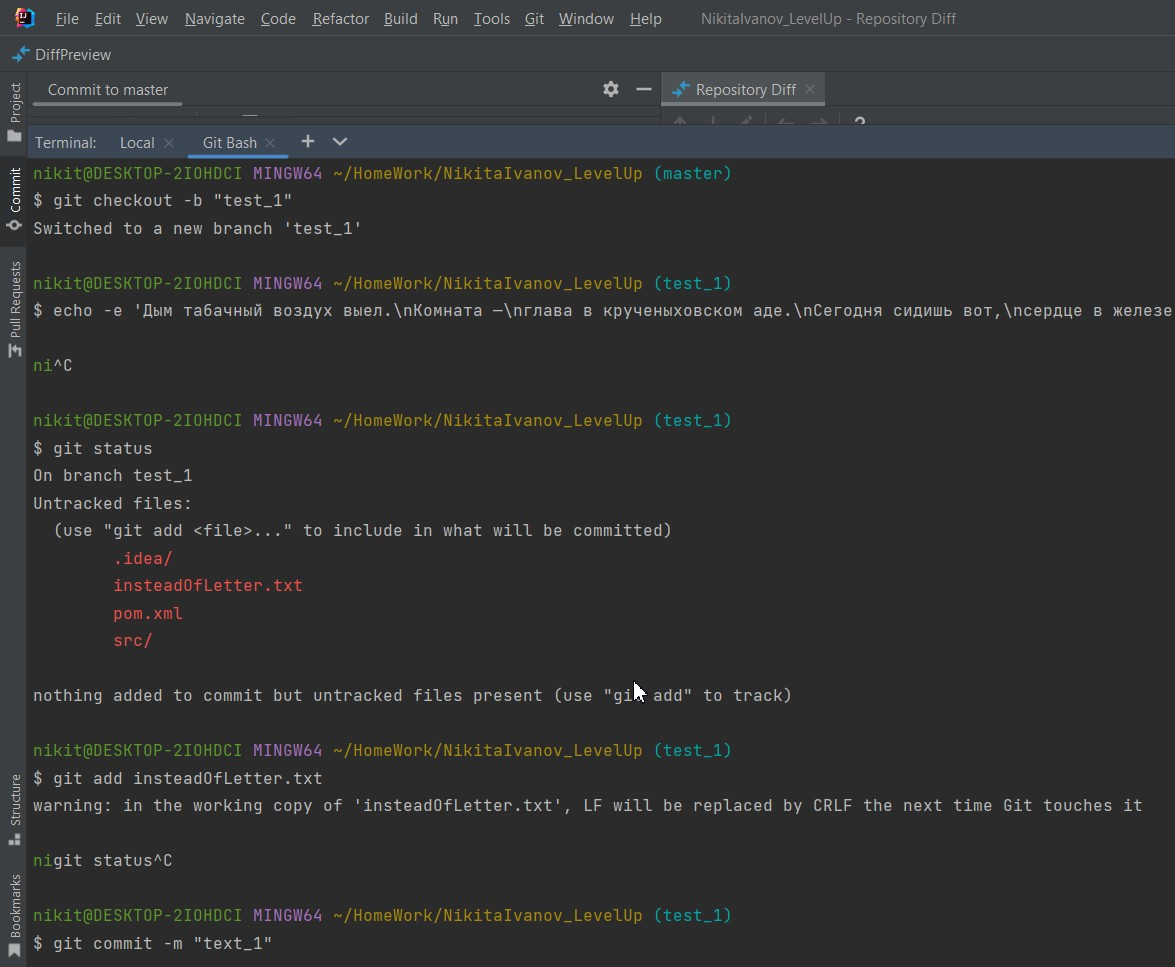 File Edit View Navigate Code Refactor Build Run Tools Git Window Help NikitaIvanov_LevelUp - Repository Diff
DiffPreview
Commit to master
Repository Diff
Project
Commit
Pull Requests
Structure
Bookmarks
Terminal: Local Git Bash
nikit@DESKTOP-2IOHDCI MINGW64 ~/HomeWork/NikitaIvanov_LevelUp (master)
$ git checkout -b "test_1"
Switched to a new branch 'test_1'
nikit@DESKTOP-2IOHDCI MINGW64 ~/HomeWork/NikitaIvanov_LevelUp (test_1)
$ echo -e 'Дым табачный воздух выел.\nКомната —\nглава в крученыховском аде.\nСегодня сидишь вот,\nсердце в железе
ni^C
nikit@DESKTOP-2IOHDCI MINGW64 ~/HomeWork/NikitaIvanov_LevelUp (test_1)
$ git status
On branch test_1
Untracked files:
(use "git add <file>..." to include in what will be committed)
.idea/
insteadOfLetter.txt
pom.xml
src/
nothing added to commit but untracked files present (use "git add" to track)
nikit@DESKTOP-2IOHDCI MINGW64 ~/HomeWork/NikitaIvanov_LevelUp (test_1)
$ git add insteadOfLetter.txt
warning: in the working copy of 'insteadOfLetter.txt', LF will be replaced by CRLF the next time Git touches it
nigit status^C
nikit@DESKTOP-2IOHDCI MINGW64 ~/HomeWork/NikitaIvanov_LevelUp (test_1)
$ git commit -m "text_1"